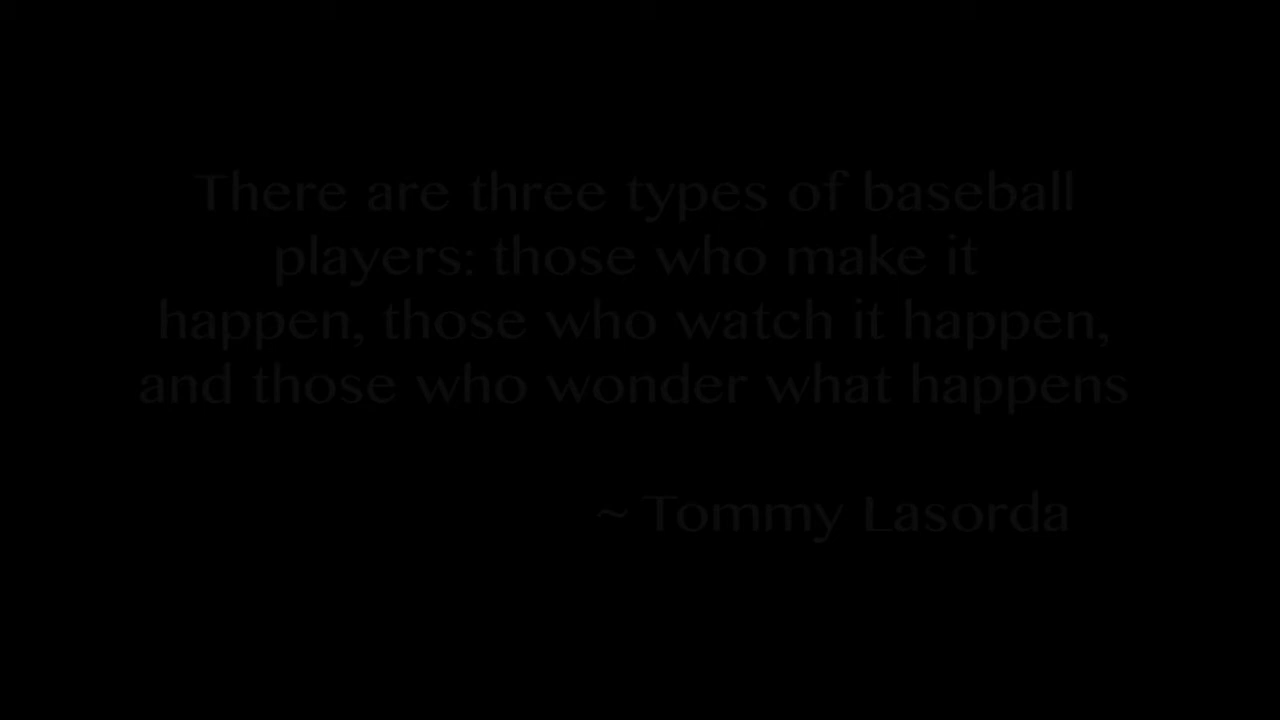 There are three types of baseball
players: those who make it
happen, those who watch it happen,
and those who wonder what happens
~ Tommy Lasorda